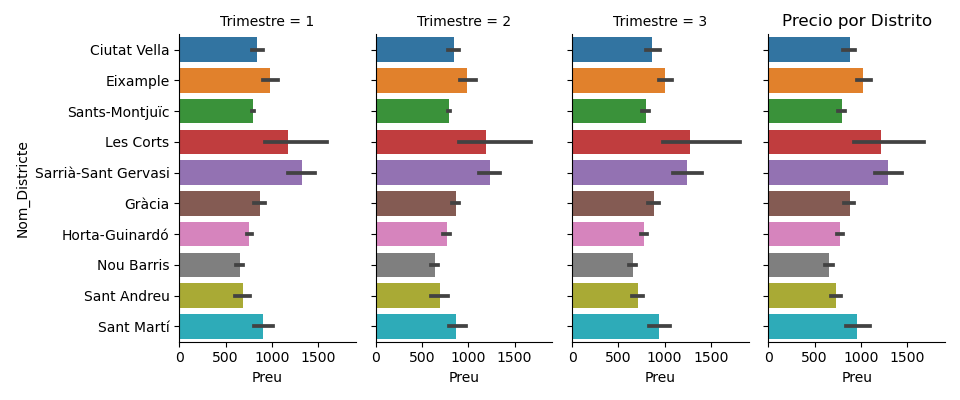 Trimestre = 1
Trimestre = 2
Trimestre = 3
Precio por Distrito
Nom_Districte
Ciutat Vella
Eixample
Sants-Montjuïc
Les Corts
Sarrià-Sant Gervasi
Gràcia
Horta-Guinardó
Nou Barris
Sant Andreu
Sant Martí
0 500 1000 1500
0 500 1000 1500
0 500 1000 1500
0 500 1000 1500
Preu
Preu
Preu
Preu